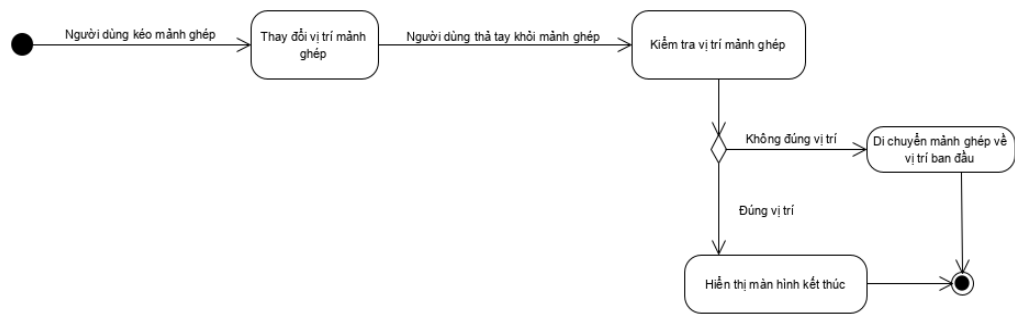 Người dùng kéo mảnh ghép
Thay đổi vị trí mảnh
ghép
Người dùng thả tay khỏi mảnh ghép
Kiểm tra vị trí mảnh ghép
Không đúng vị trí
Di chuyển mảnh ghép về
vị trí ban đầu
Đúng vị trí
Hiển thị màn hình kết thúc